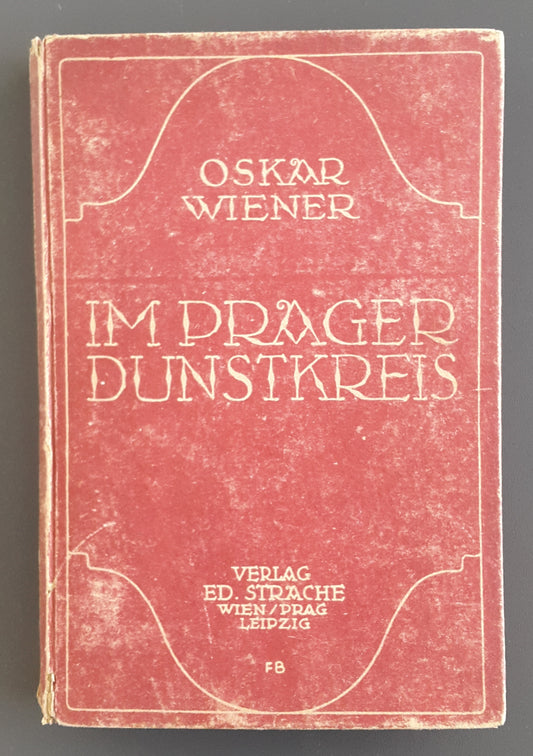 OSKAR
WIENER
IM PRAGER
DUNSTKREIS
VERLAG
ED. STRACHE
WIEN/PRAG
LEIPZIG
FB